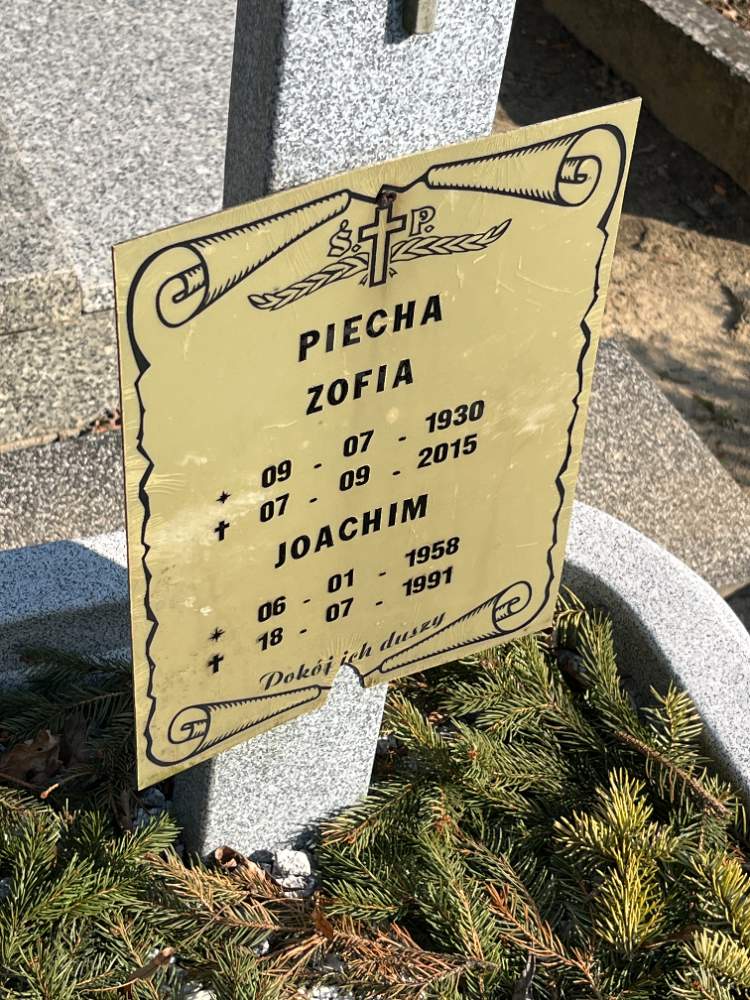 Ś. P.
PIECHA
ZOFIA
* 09 - 07 - 1930
✝ 07 - 09 - 2015
JOACHIM
* 06 - 01 - 1958
✝ 18 - 07 - 1991
Pokój ich duszy